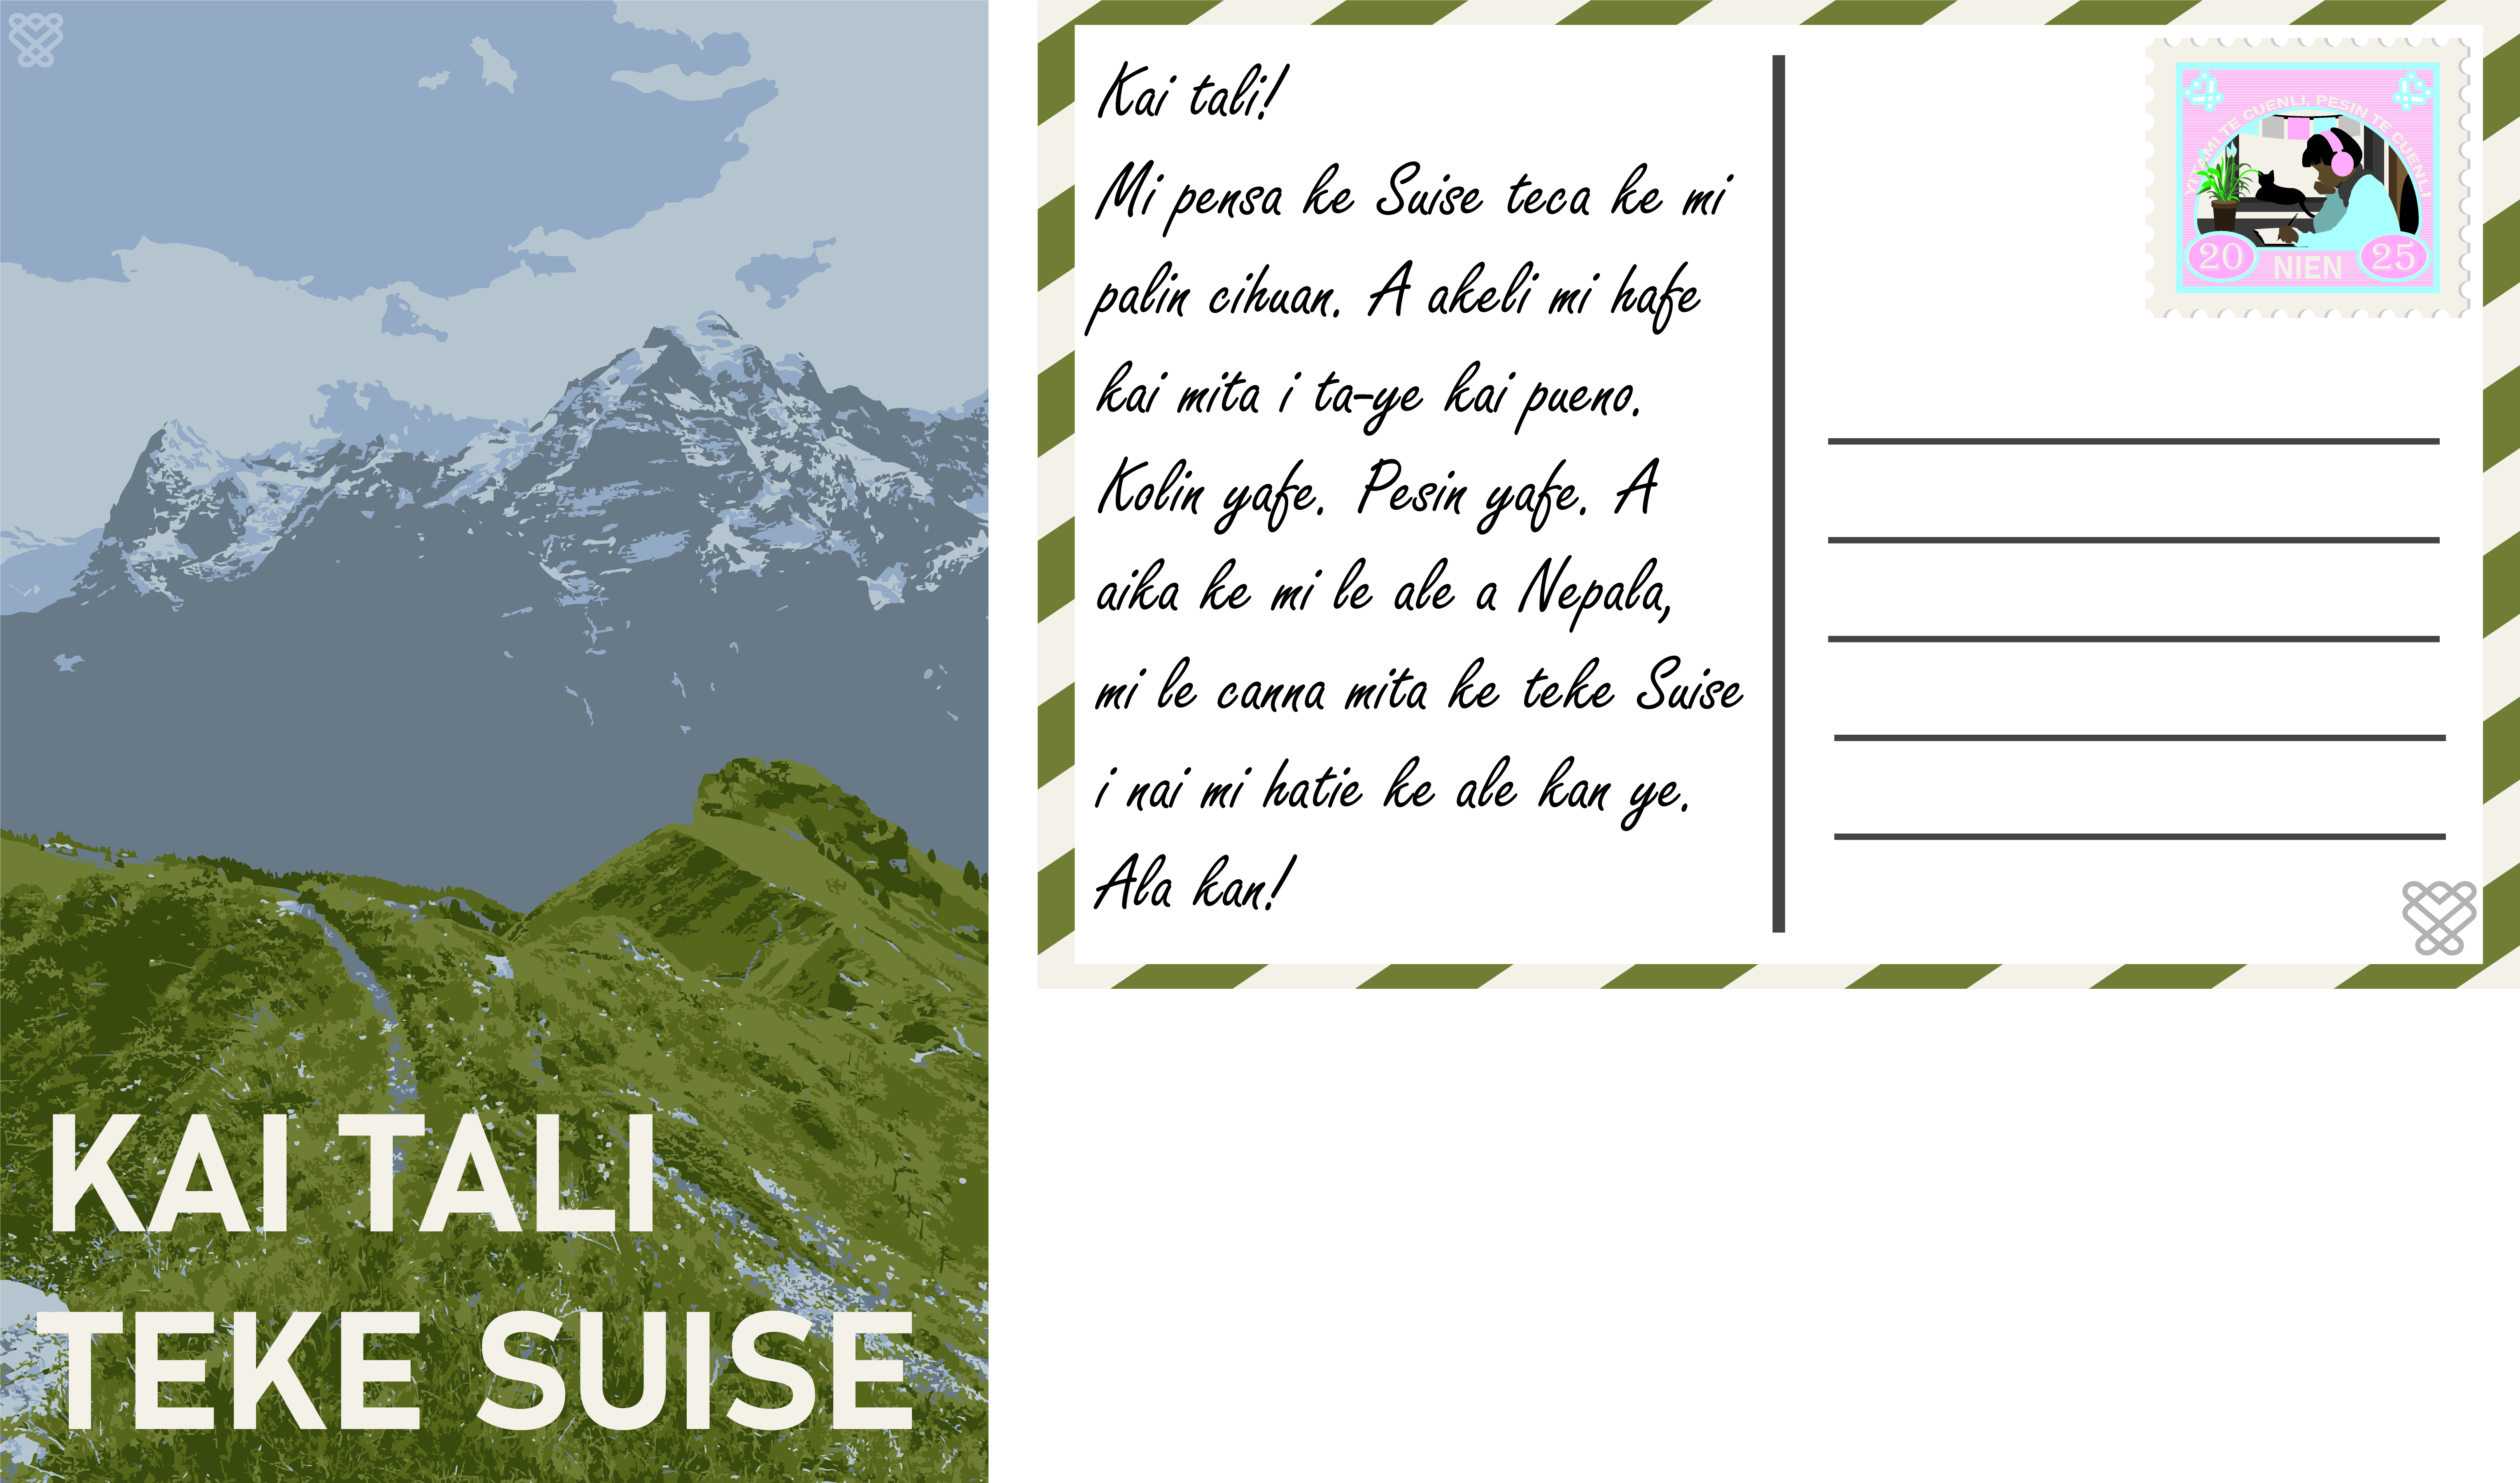 KAI TALI
TEKE SUISE
Kai tali!
Mi pensa ke Suise teca ke mi
palin cihuan. A akeli mi hafe
kai mita i ta-ye kai pueno.
Kolin yafe. Pesin yafe. A
aika ke mi le ale a Nepala,
mi le canna mita ke teke Suise
i nai mi hatie ke ale kan ye.
Ala kan!
YITAMI TE CUENLI, PESIN TE CUENLI
20 NIEN 25